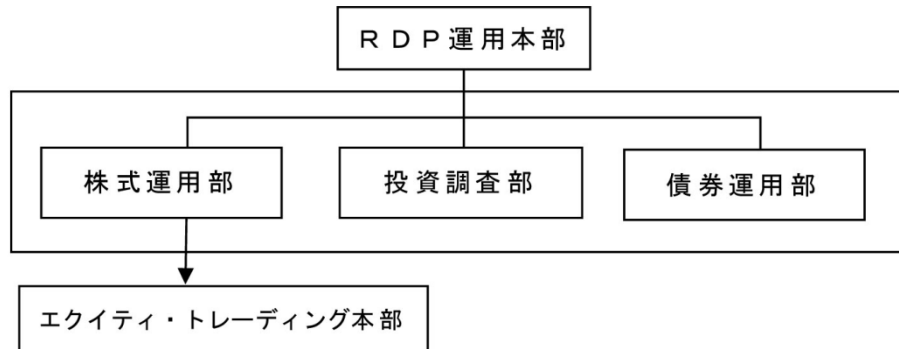 ＲＤＰ運用本部
株式運用部
投資調査部
債券運用部
エクイティ・トレーディング本部